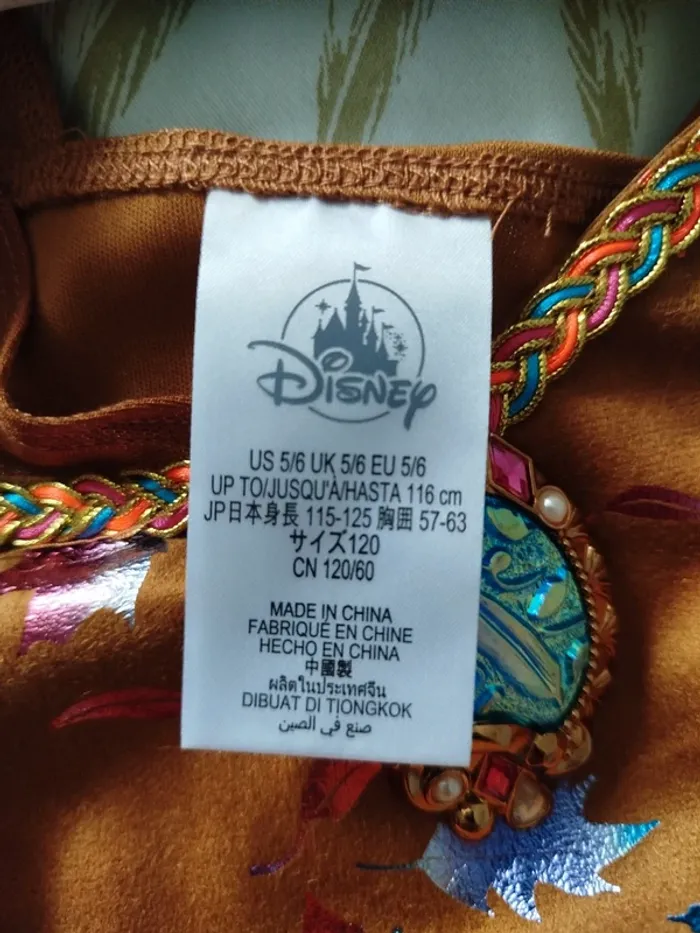 Disney
US 5/6 UK 5/6 EU 5/6
UP TO/JUSQU'À/HASTA 116 cm
JP日本身長 115-125 胸囲 57-63
サイズ120
CN 120/60
MADE IN CHINA
FABRIQUÉ EN CHINE
HECHO EN CHINA
中國製
ผลิตในประเทศจีน
DIBUAT DI TIONGKOK
صنع في الصين